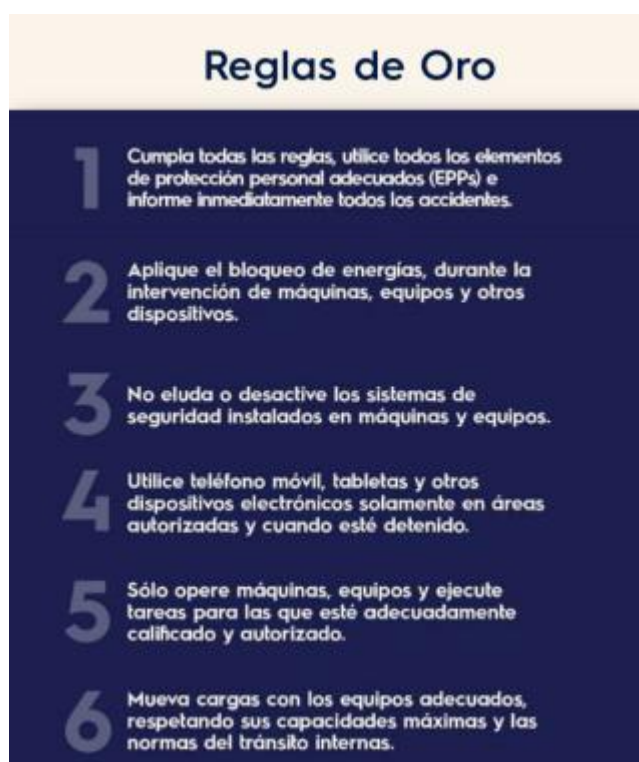 Reglas de Oro
1
Cumpla todas las reglas, utilice todos los elementos
de protección personal adecuados (EPPs) e
informe inmediatamente todos los accidentes.
2
Aplique el bloqueo de energías, durante la
intervención de máquinas, equipos y otros
dispositivos.
3
No eluda o desactive los sistemas de
seguridad instalados en máquinas y equipos.
4
Utilice teléfono móvil, tabletas y otros
dispositivos electrónicos solamente en áreas
autorizadas y cuando esté detenido.
5
Sólo opere máquinas, equipos y ejecute
tareas para las que esté adecuadamente
calificado y autorizado.
6
Mueva cargas con los equipos adecuados,
respetando sus capacidades máximas y las
normas del tránsito internas.